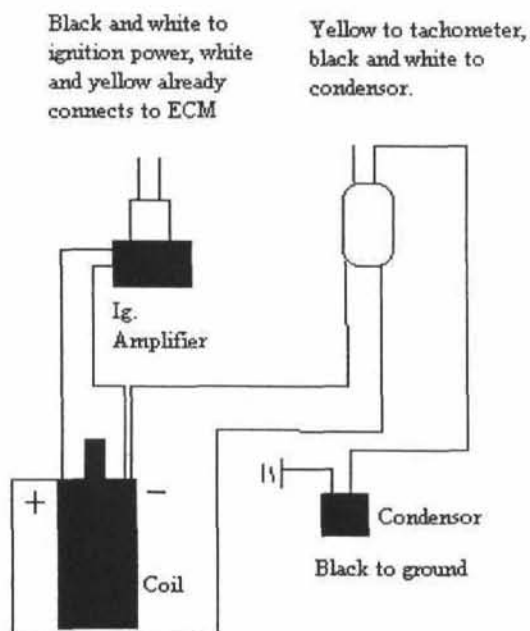 Black and white to
ignition power, white
and yellow already
connects to ECM
Yellow to tachometer,
black and white to
condensor.
Ig.
Amplifier
+
−
Condensor
Coil
Black to ground